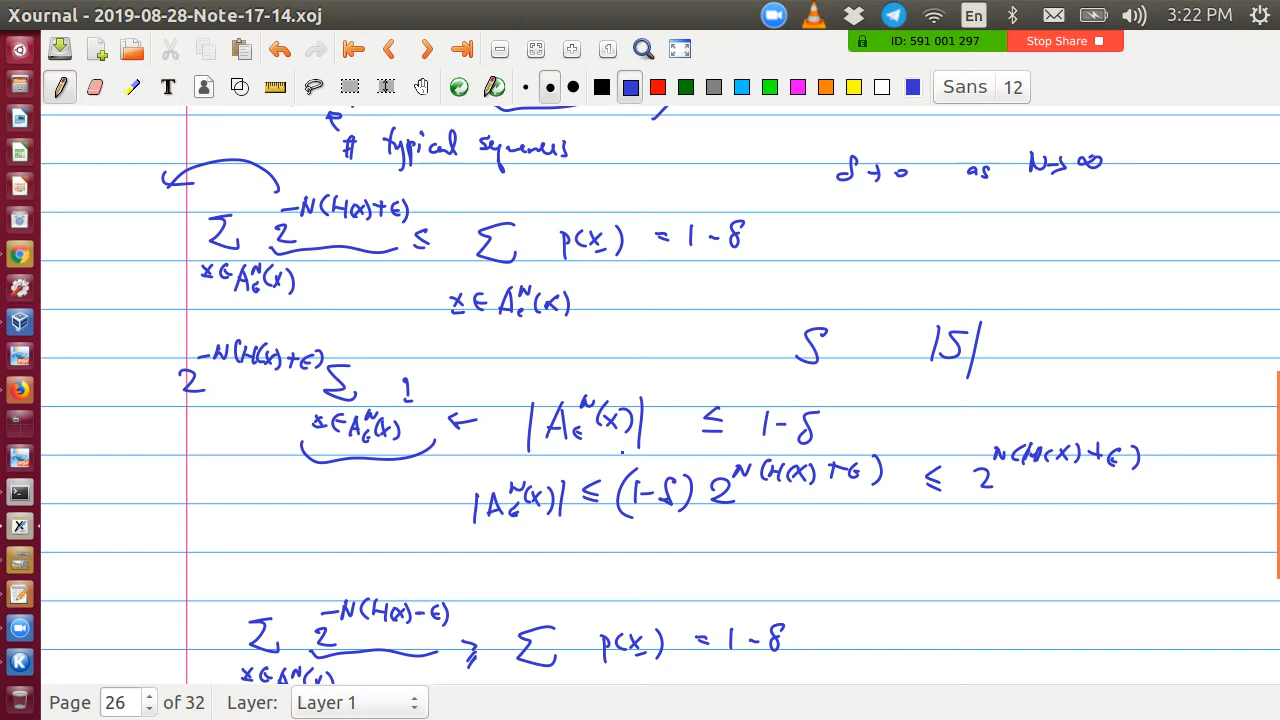 Xournal - 2019-08-28-Note-17-14.xoj
En
3:22 PM
ID: 591 001 297
Stop Share
Sans 12
# typical
δ → 0 as N → ∞
∑ 2^{-N(H(X)+ε)} ≤ ∑ p(x) = 1 - δ
x ∈ A_ε^N(X)
x ∈ A_ε^N(X)
S |S|
2^{-N(H(X)+ε)} ∑ 1
x ∈ A_ε^N(X) ← |A_ε^N(X)| ≤ 1 - δ
|A_ε^N(X)| ≤ (1-δ) 2^{N(H(X)+ε)} ≤ 2^{N(H(X)+ε)}
∑ 2^{-N(H(X)-ε)} ≥ ∑ p(x) = 1 - δ
Page 26 of 32 Layer: Layer 1